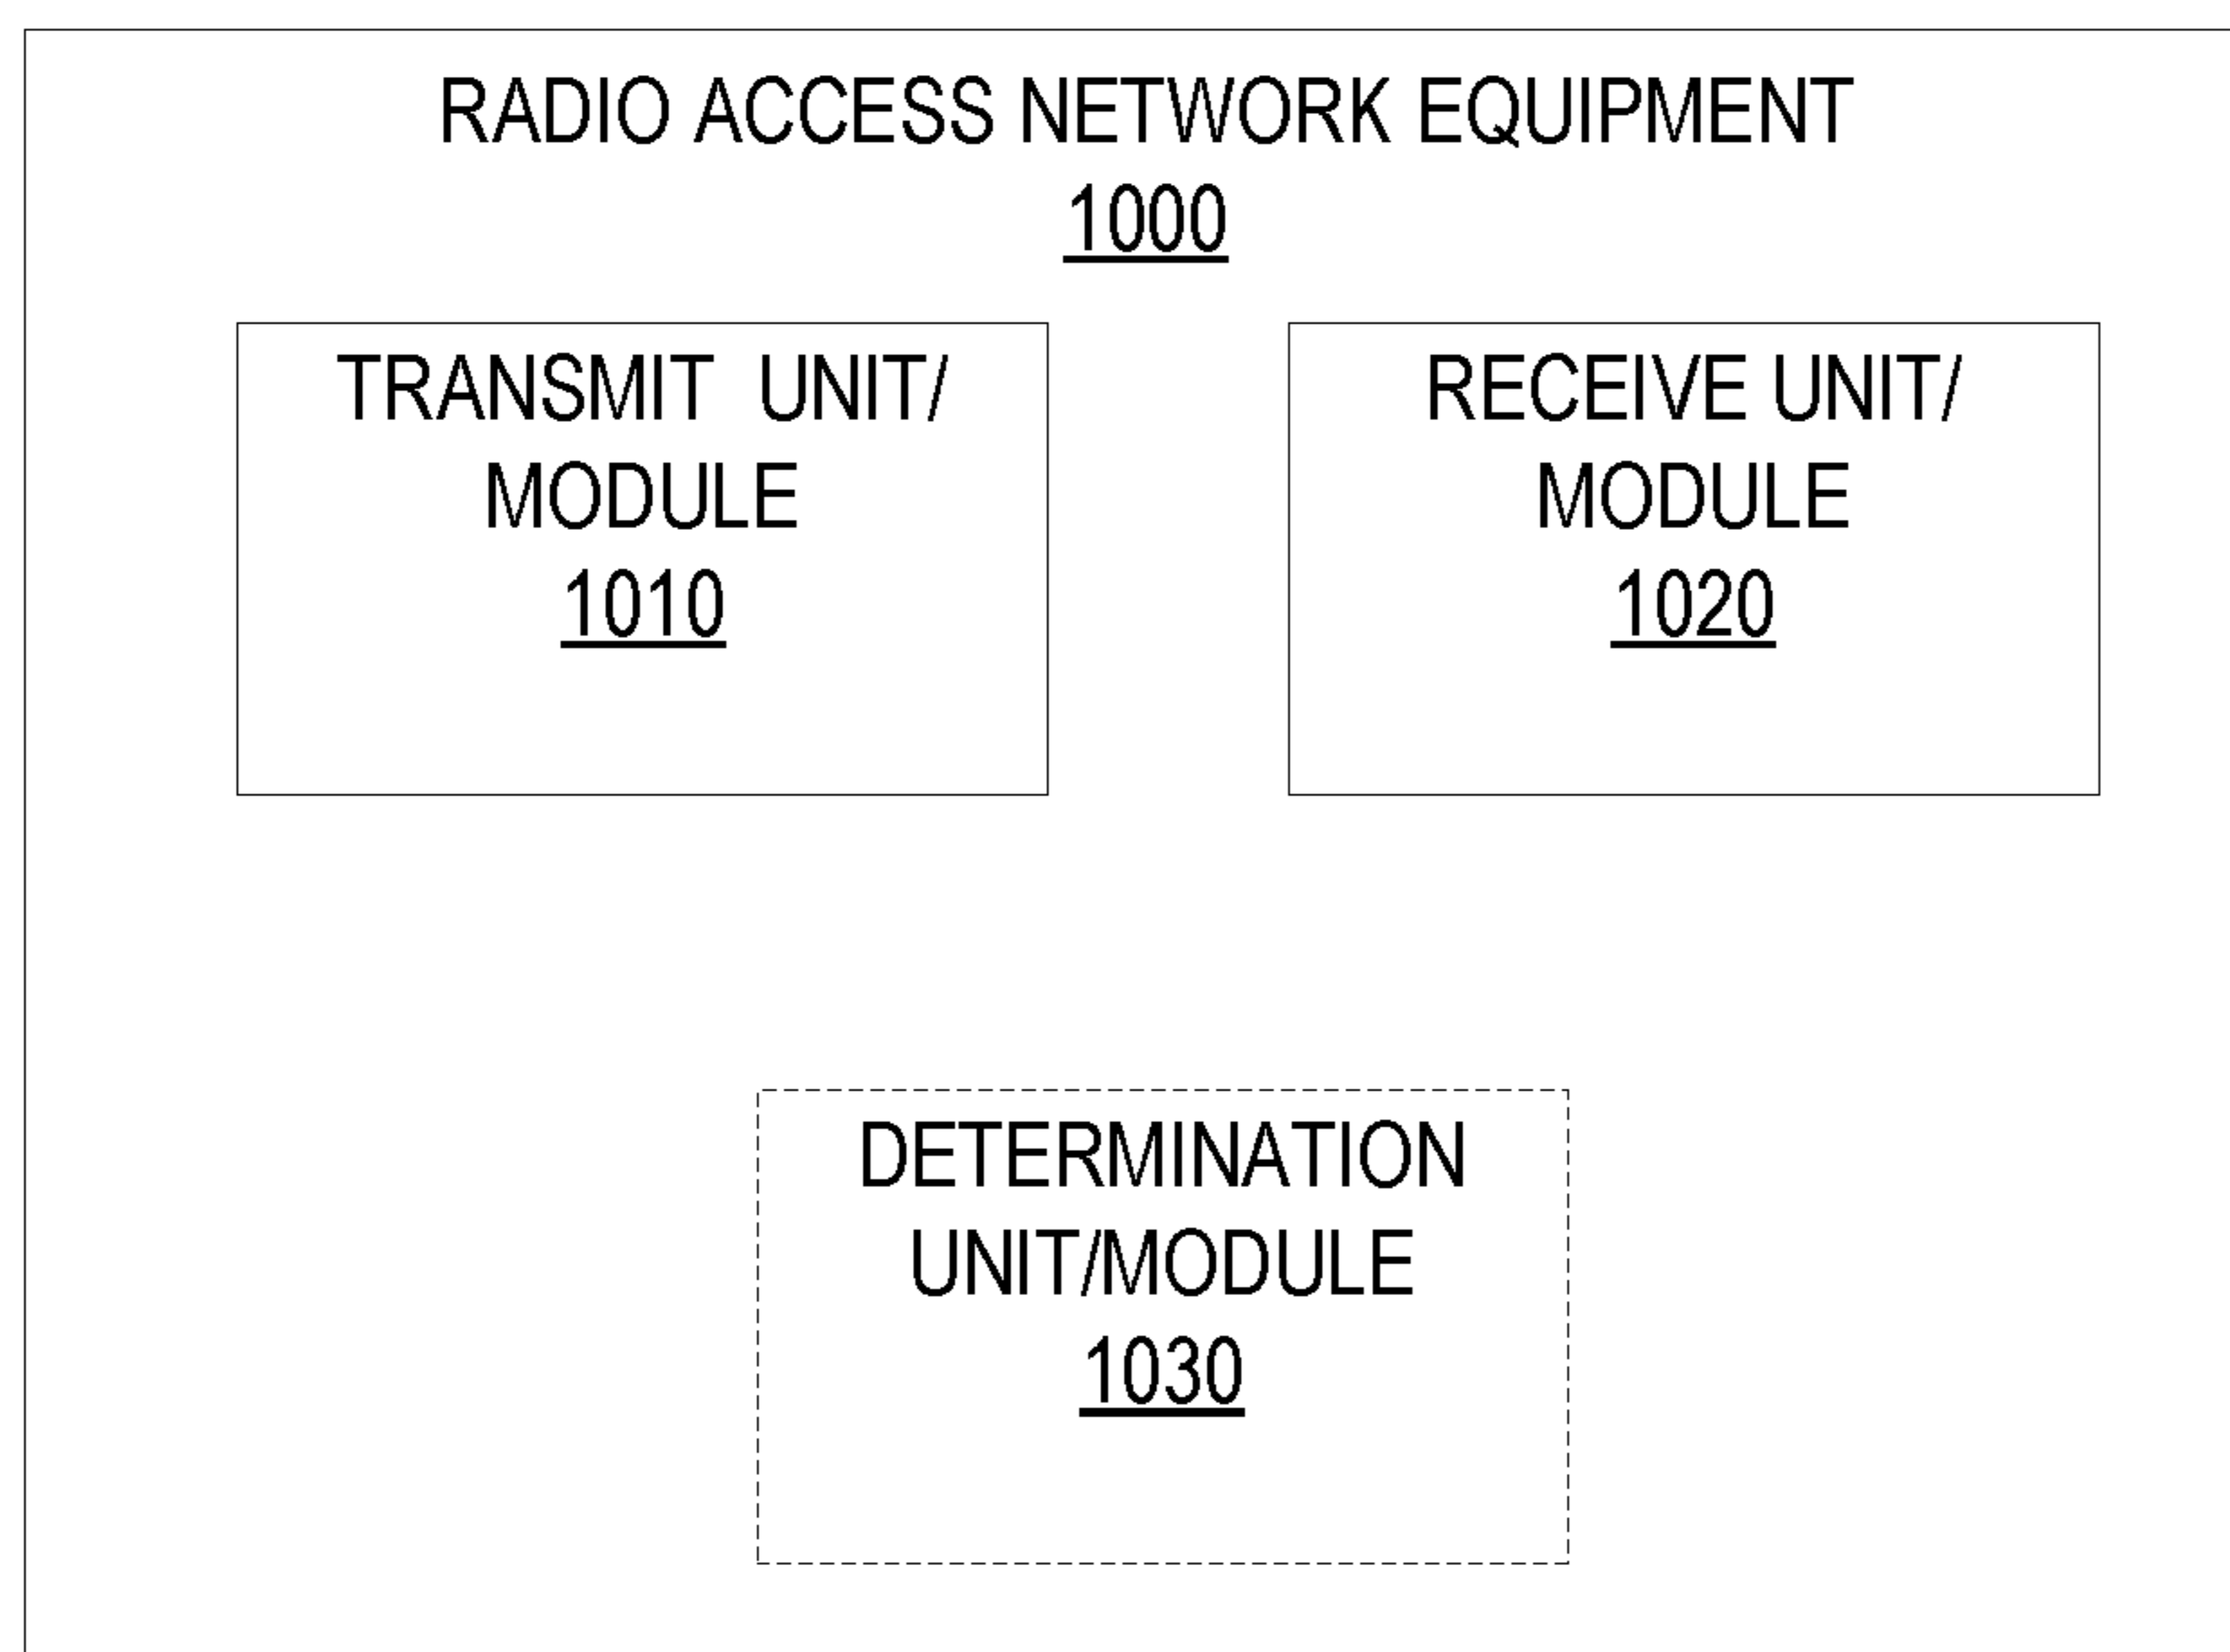 RADIO ACCESS NETWORK EQUIPMENT
1000
TRANSMIT UNIT/
MODULE
1010
RECEIVE UNIT/
MODULE
1020
DETERMINATION
UNIT/MODULE
1030